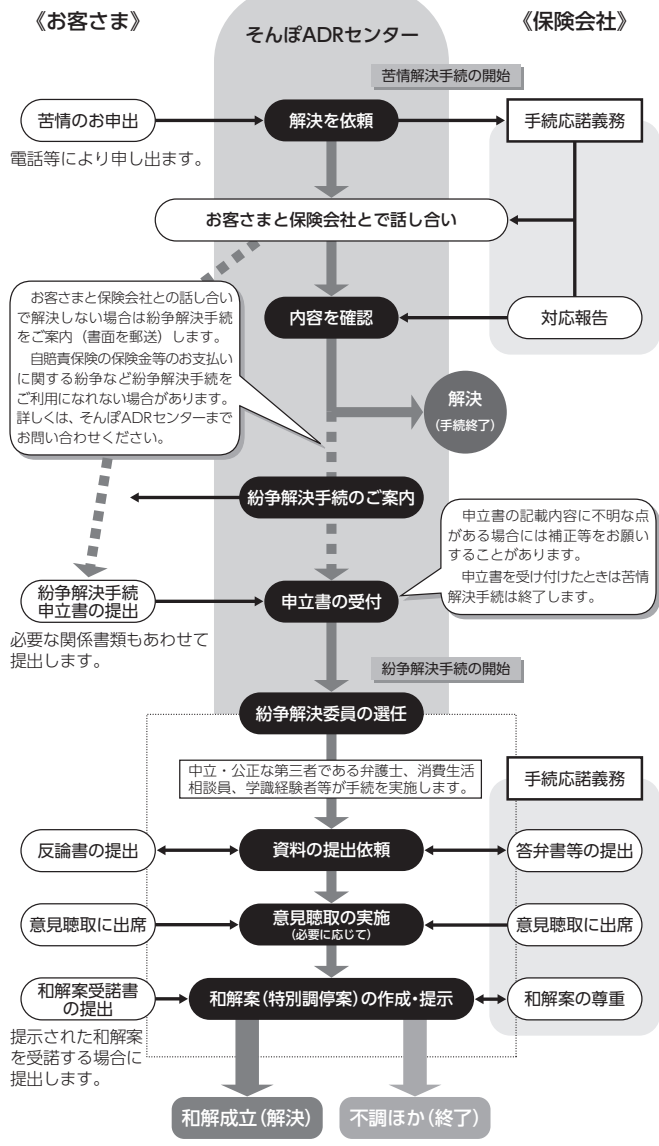 《お客さま》
そんぽADRセンター
《保険会社》
苦情解決手続の開始
苦情のお申出
解決を依頼
手続応諾義務
電話等により申し出ます。
お客さまと保険会社とで話し合い
お客さまと保険会社との話し合い
で解決しない場合は紛争解決手続
をご案内（書面を郵送）します。
自賠責保険の保険金等のお支払い
に関する紛争など紛争解決手続を
ご利用になれない場合があります。
詳しくは、そんぽADRセンターまで
お問い合わせください。
内容を確認
対応報告
解決
(手続終了)
紛争解決手続のご案内
申立書の記載内容に不明な点
がある場合には補正等をお願い
することがあります。
申立書を受け付けたときは苦情
解決手続は終了します。
紛争解決手続
申立書の提出
申立書の受付
必要な関係書類もあわせて
提出します。
紛争解決手続の開始
紛争解決委員の選任
中立・公正な第三者である弁護士、消費生活
相談員、学識経験者等が手続を実施します。
手続応諾義務
反論書の提出
資料の提出依頼
答弁書等の提出
意見聴取に出席
意見聴取の実施
(必要に応じて)
意見聴取に出席
和解案受諾書
の提出
和解案(特別調停案)の作成・提示
和解案の尊重
提示された和解案
を受諾する場合に
提出します。
和解成立(解決)
不調ほか(終了)